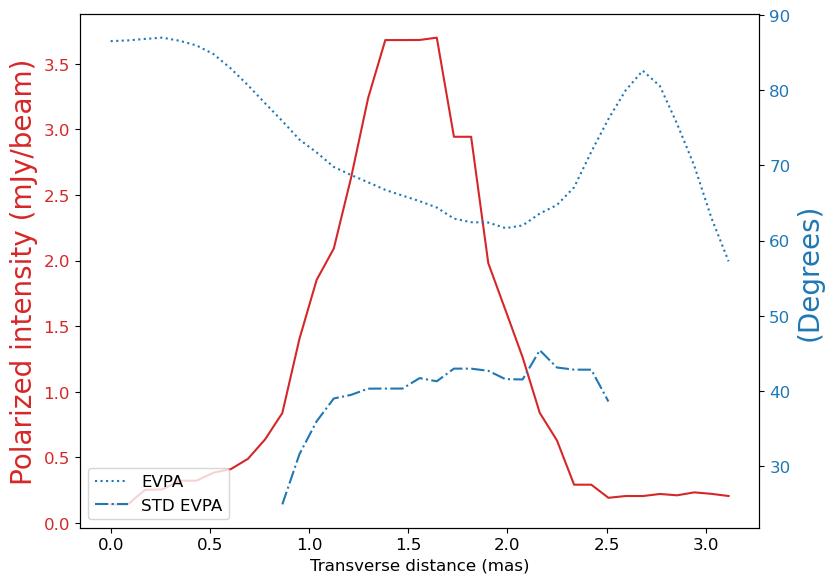 Polarized intensity (mJy/beam)
3.5
3.0
2.5
2.0
1.5
1.0
0.5
0.0
90
80
70
60
50
40
30
(Degrees)
EVPA
STD EVPA
0.0 0.5 1.0 1.5 2.0 2.5 3.0
Transverse distance (mas)